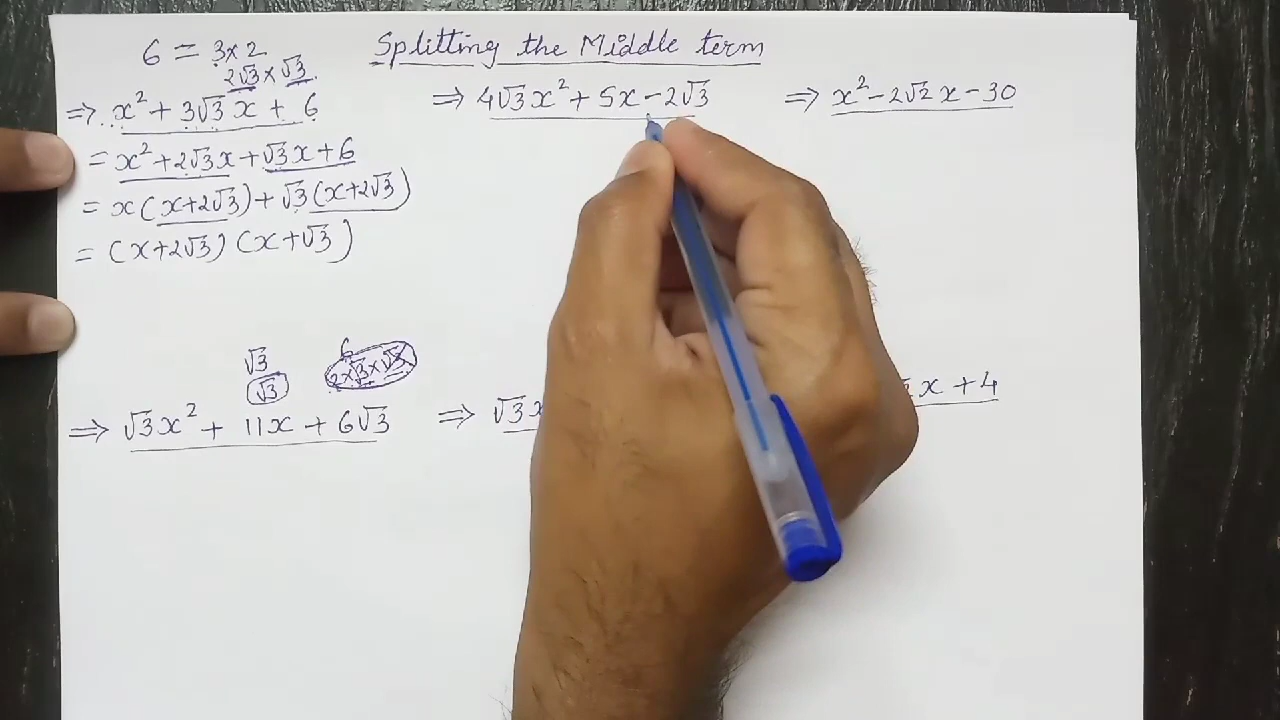 6 = 3×2
Splitting the Middle term
2√3 × √3
⇒ x² + 3√3 x + 6
⇒ 4√3x² + 5x - 2√3
⇒ x² - 2√2x - 30
= x² + 2√3x + √3x + 6
= x(x+2√3) + √3(x+2√3)
= (x+2√3)(x+√3)
√3
√3
6
2×√3×√3
⇒ √3x² + 11x + 6√3
⇒ √3x
x + 4